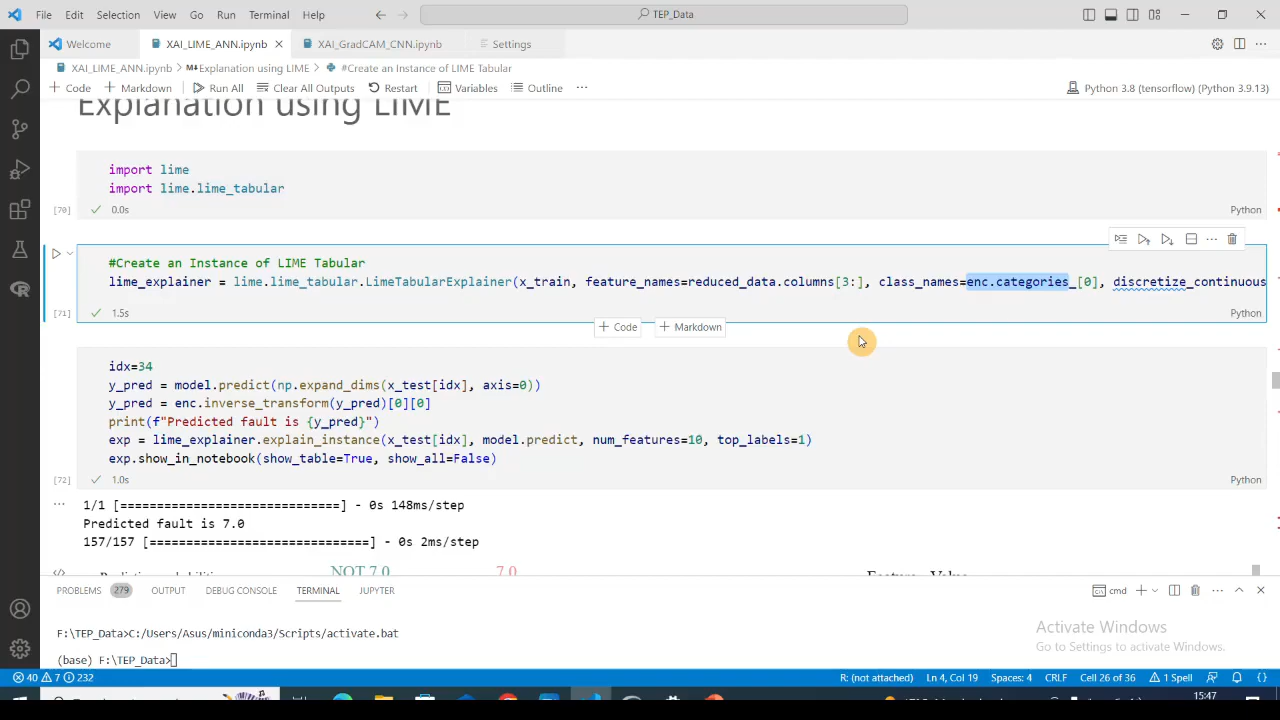 File Edit Selection View Go Run Terminal Help TEP_Data
Welcome XAI_LIME_ANN.ipynb XAI_GradCAM_CNN.ipynb Settings
XAI_LIME_ANN.ipynb > M↓Explanation using LIME > #Create an Instance of LIME Tabular
+ Code + Markdown Run All Clear All Outputs Restart Variables Outline ... Python 3.8 (tensorflow) (Python 3.9.13)
Explanation using LIME
import lime
import lime.lime_tabular
[70] 0.0s Python
#Create an Instance of LIME Tabular
lime_explainer = lime.lime_tabular.LimeTabularExplainer(x_train, feature_names=reduced_data.columns[3:], class_names=enc.categories_[0], discretize_continuous
[71] 1.5s Python
+ Code + Markdown
idx=34
y_pred = model.predict(np.expand_dims(x_test[idx], axis=0))
y_pred = enc.inverse_transform(y_pred)[0][0]
print(f"Predicted fault is {y_pred}")
exp = lime_explainer.explain_instance(x_test[idx], model.predict, num_features=10, top_labels=1)
exp.show_in_notebook(show_table=True, show_all=False)
[72] 1.0s Python
1/1 [==============================] - 0s 148ms/step
Predicted fault is 7.0
157/157 [==============================] - 0s 2ms/step
NOT 7.0 7.0
Feature Value
PROBLEMS 279 OUTPUT DEBUG CONSOLE TERMINAL JUPYTER cmd
F:\TEP_Data>C:/Users/Asus/miniconda3/Scripts/activate.bat
(base) F:\TEP_Data>
Activate Windows
Go to Settings to activate Windows.
40 7 232 R: (not attached) Ln 4, Col 19 Spaces: 4 CRLF Cell 26 of 36 1 Spell
15:47